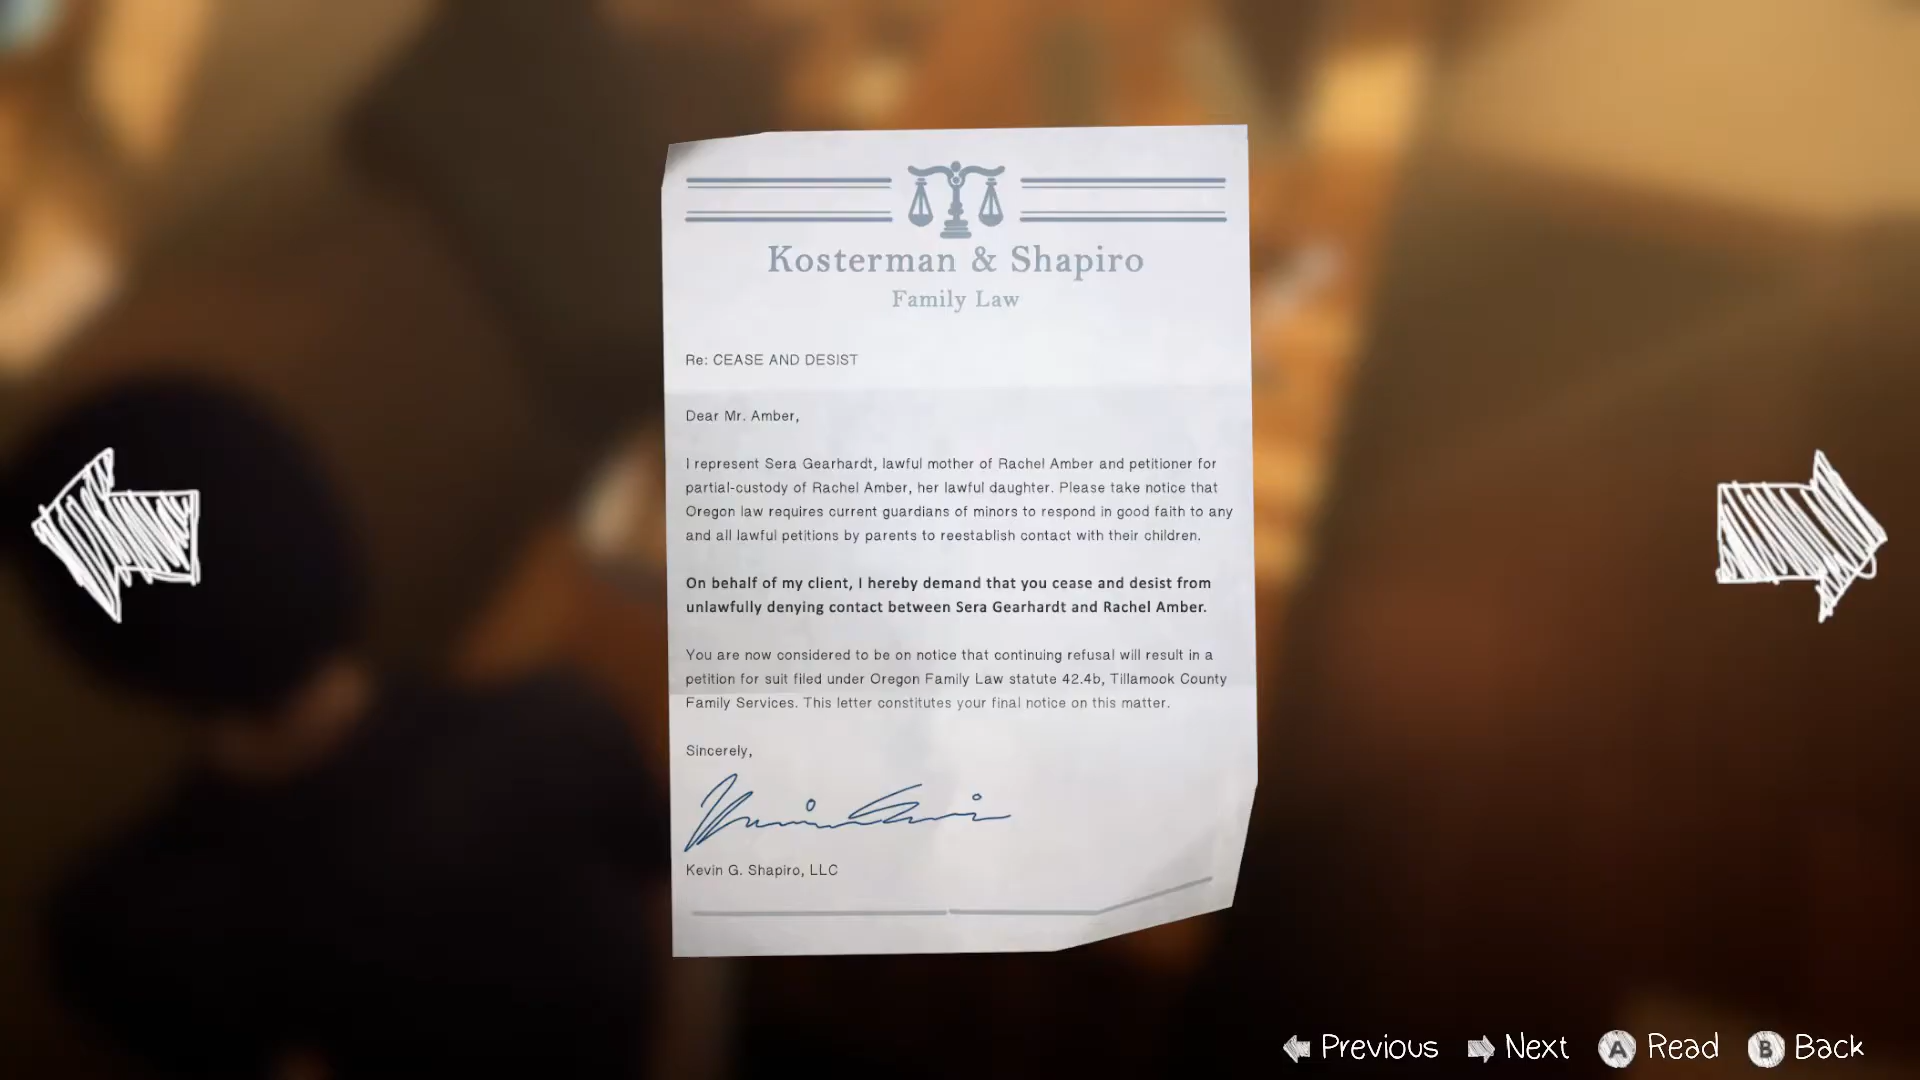 Kosterman & Shapiro
Family Law
Re: CEASE AND DESIST
Dear Mr. Amber,
I represent Sera Gearhardt, lawful mother of Rachel Amber and petitioner for
partial-custody of Rachel Amber, her lawful daughter. Please take notice that
Oregon law requires current guardians of minors to respond in good faith to any
and all lawful petitions by parents to reestablish contact with their children.
On behalf of my client, I hereby demand that you cease and desist from
unlawfully denying contact between Sera Gearhardt and Rachel Amber.
You are now considered to be on notice that continuing refusal will result in a
petition for suit filed under Oregon Family Law statute 42.4b, Tillamook County
Family Services. This letter constitutes your final notice on this matter.
Sincerely,
Kevin G. Shapiro, LLC
Previous Next A Read B Back